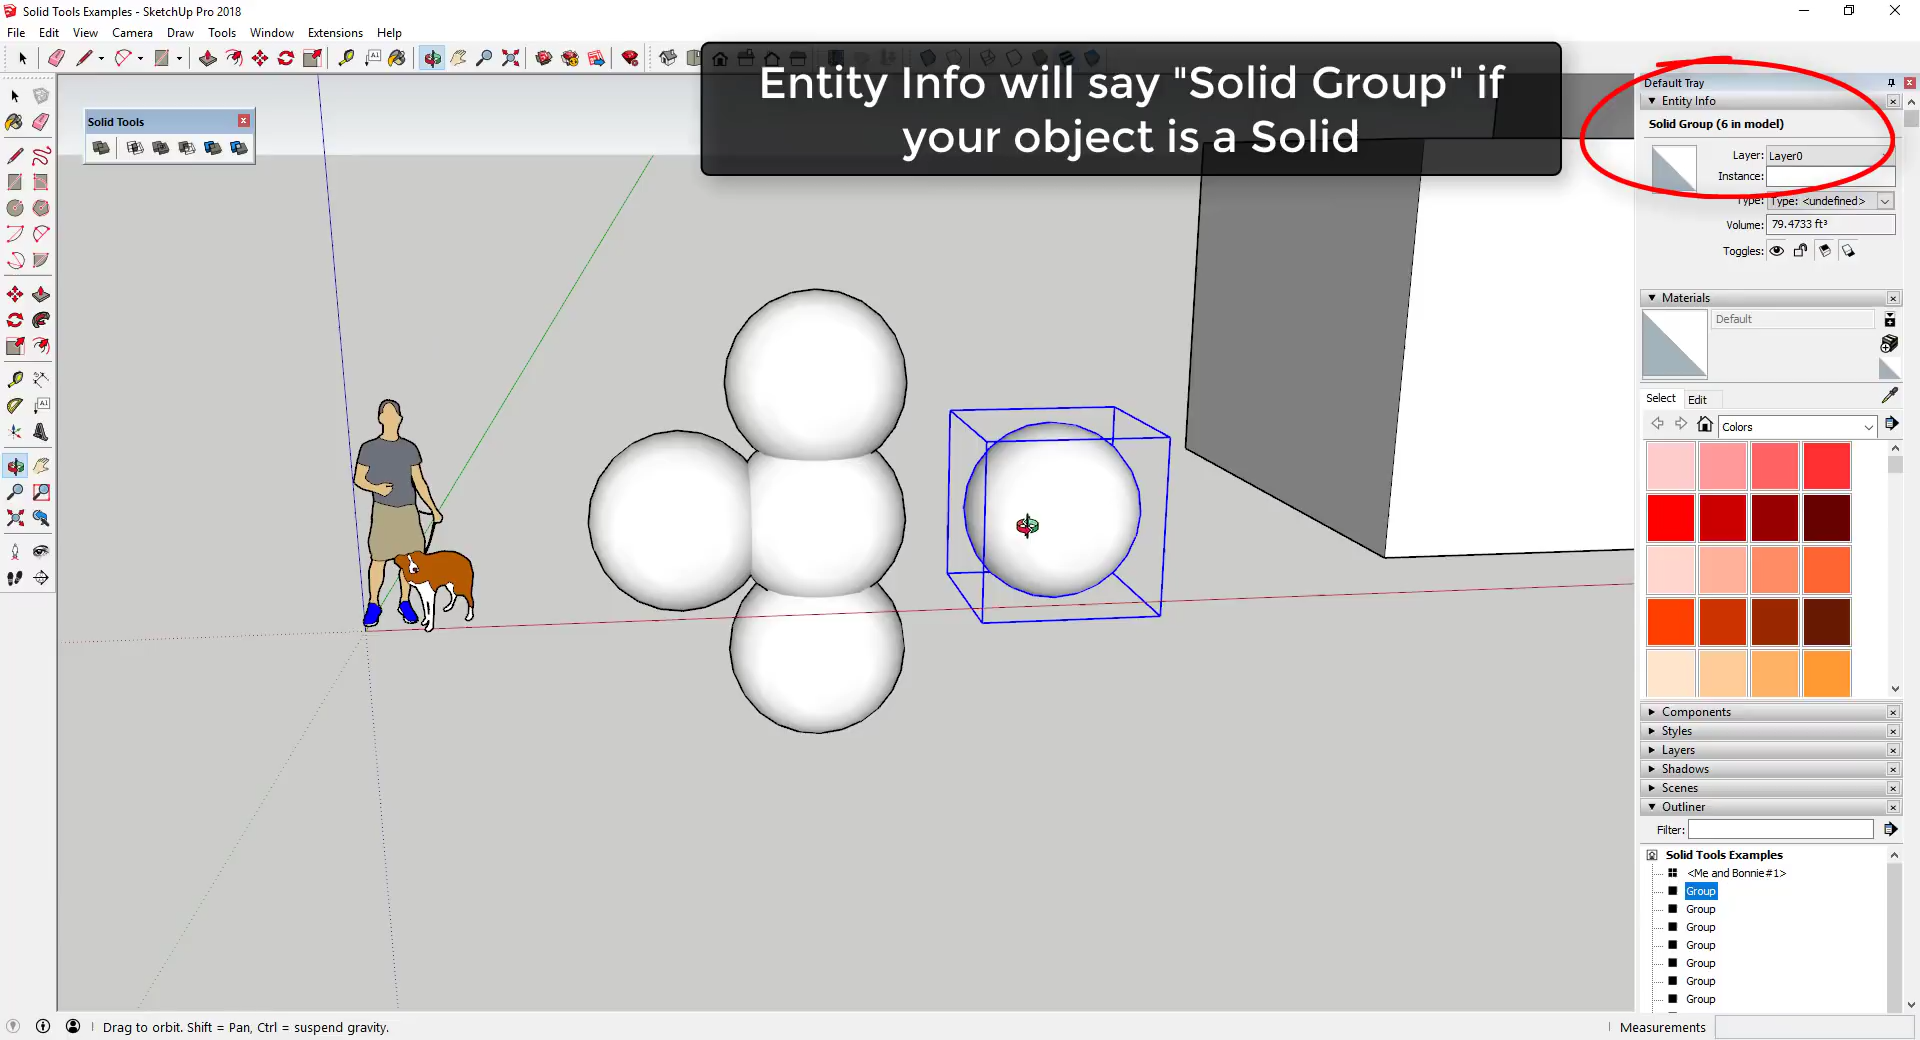 Solid Tools Examples - SketchUp Pro 2018
File Edit View Camera Draw Tools Window Extensions Help
Entity Info will say "Solid Group" if
your object is a Solid
Solid Tools
Default Tray
Entity Info
Solid Group (6 in model)
Layer: Layer0
Instance:
Type: Type: <undefined>
Volume: 79.4733 ft³
Toggles:
Materials
Default
Select Edit
Colors
Components
Styles
Layers
Shadows
Scenes
Outliner
Filter:
Solid Tools Examples
<Me and Bonnie#1>
Group
Group
Group
Group
Group
Group
Group
Drag to orbit. Shift = Pan, Ctrl = suspend gravity.
Measurements